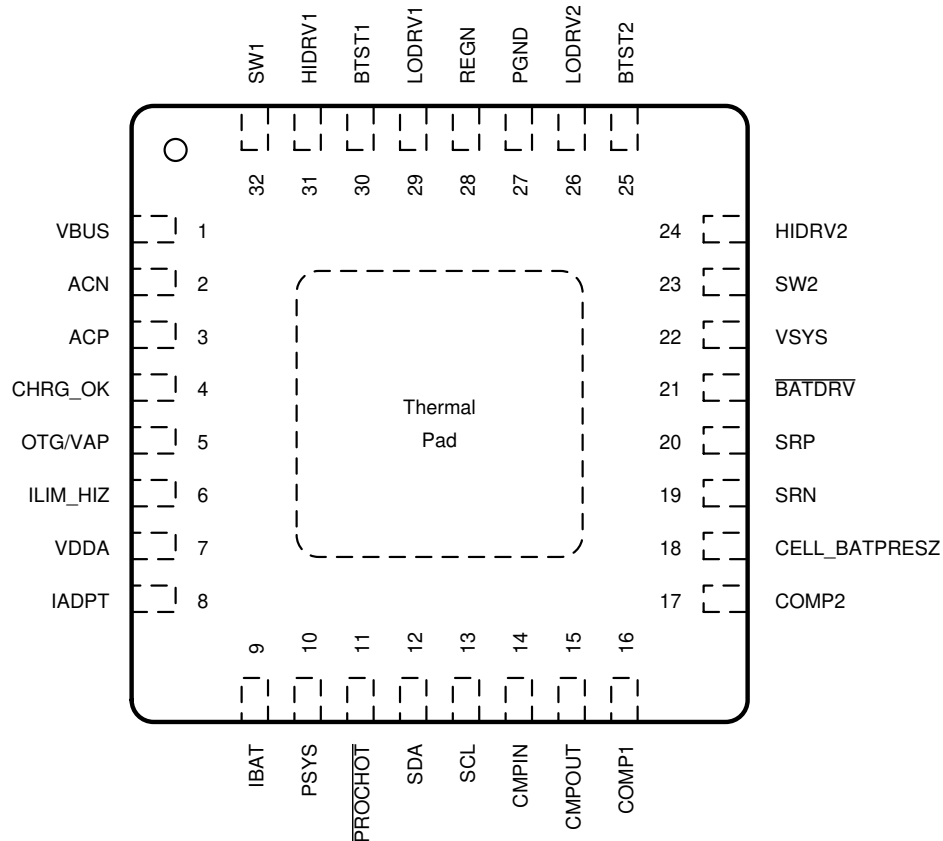 SW1
HIDRV1
BTST1
LODRV1
REGN
PGND
LODRV2
BTST2
32
31
30
29
28
27
26
25
VBUS 1
ACN 2
ACP 3
CHRG_OK 4
OTG/VAP 5
ILIM_HIZ 6
VDDA 7
IADPT 8
24 HIDRV2
23 SW2
22 VSYS
21 BATDRV
20 SRP
19 SRN
18 CELL_BATPRESZ
17 COMP2
Thermal
Pad
9
10
11
12
13
14
15
16
IBAT
PSYS
PROCHOT
SDA
SCL
CMPIN
CMPOUT
COMP1